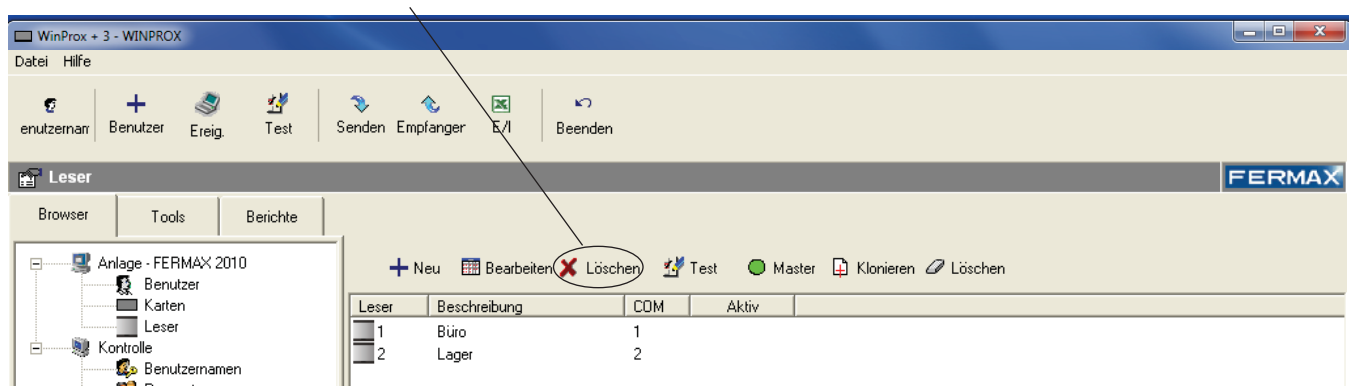 WinProx + 3 - WINPROX
Datei Hilfe
enutzernam Benutzer Ereig. Test Senden Empfanger E/I Beenden
Leser FERMAX
Browser Tools Berichte
Anlage - FERMAX 2010
Neu Bearbeiten Löschen Test Master Klonieren Löschen
Benutzer
Karten
Leser Beschreibung COM Aktiv
Leser
1 Büro 1
Kontrolle
2 Lager 2
Benutzernamen